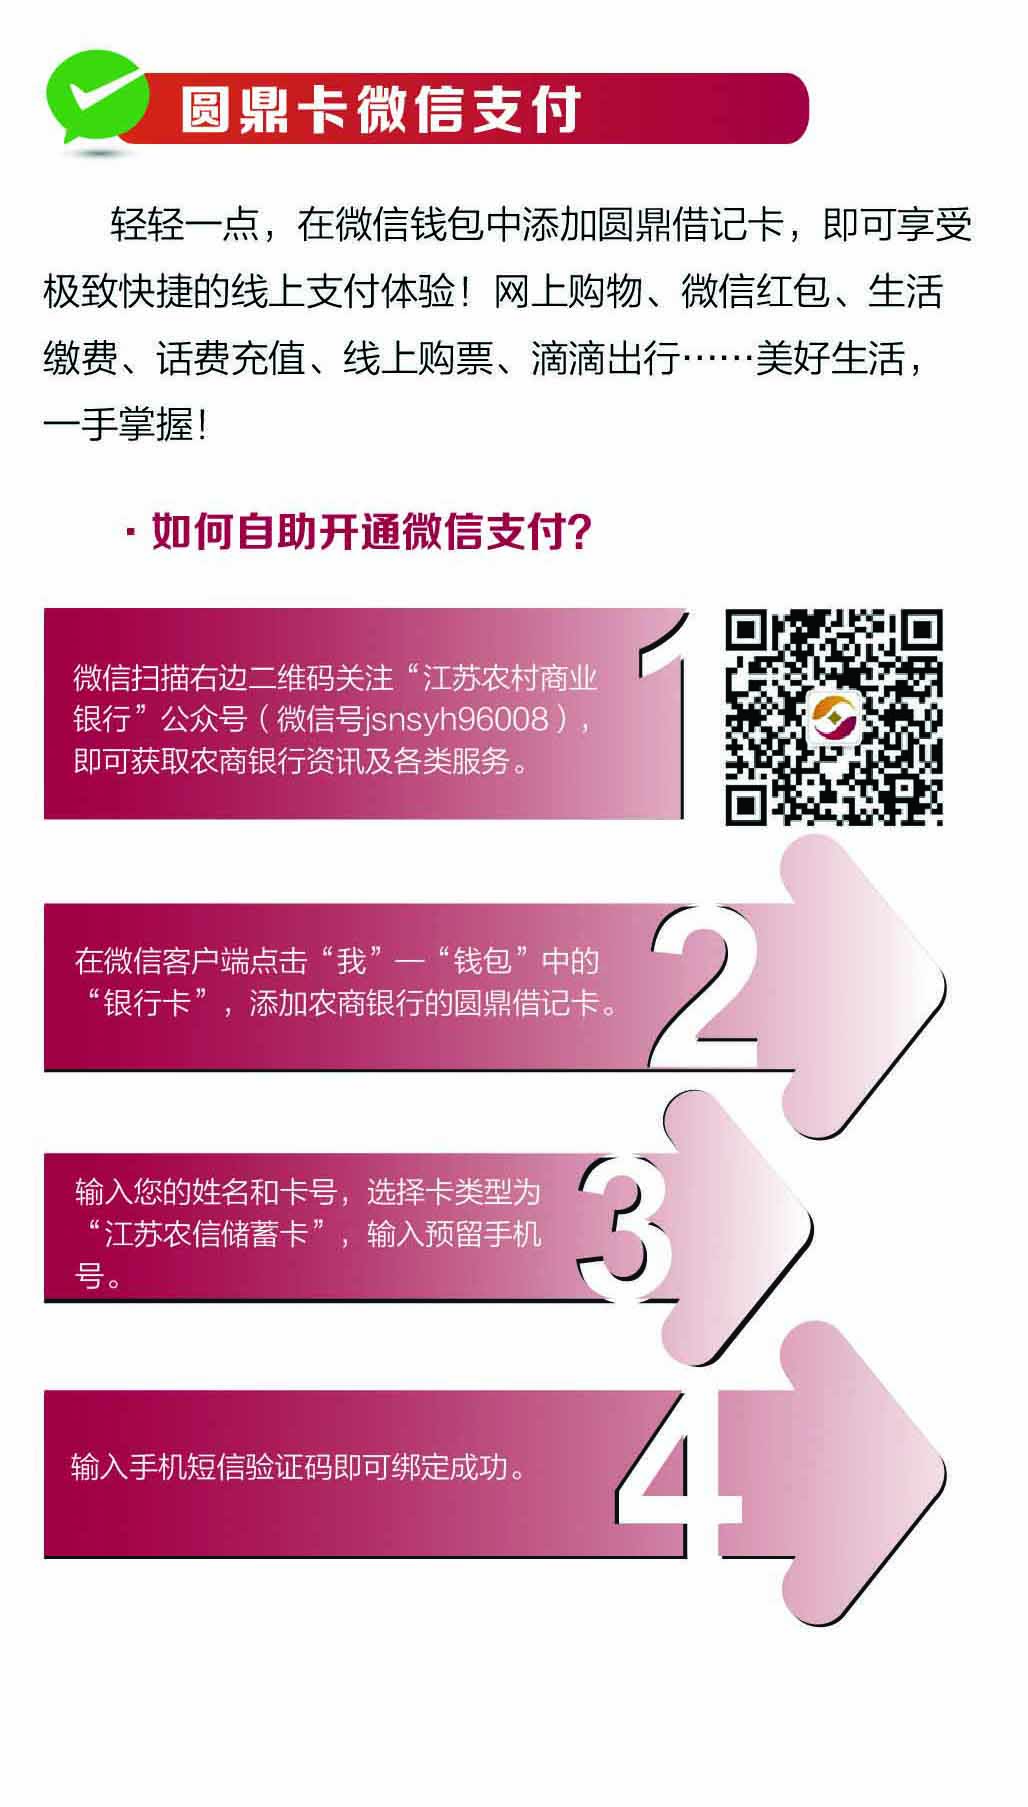 圆鼎卡微信支付
轻轻一点，在微信钱包中添加圆鼎借记卡，即可享受
极致快捷的线上支付体验！网上购物、微信红包、生活
缴费、话费充值、线上购票、滴滴出行……美好生活，
一手掌握！
·如何自助开通微信支付？
1
微信扫描右边二维码关注“江苏农村商业
银行”公众号（微信号jsnsyh96008），
即可获取农商银行资讯及各类服务。
2
在微信客户端点击“我”—“钱包”中的
“银行卡”，添加农商银行的圆鼎借记卡。
3
输入您的姓名和卡号，选择卡类型为
“江苏农信储蓄卡”，输入预留手机
号。
4
输入手机短信验证码即可绑定成功。